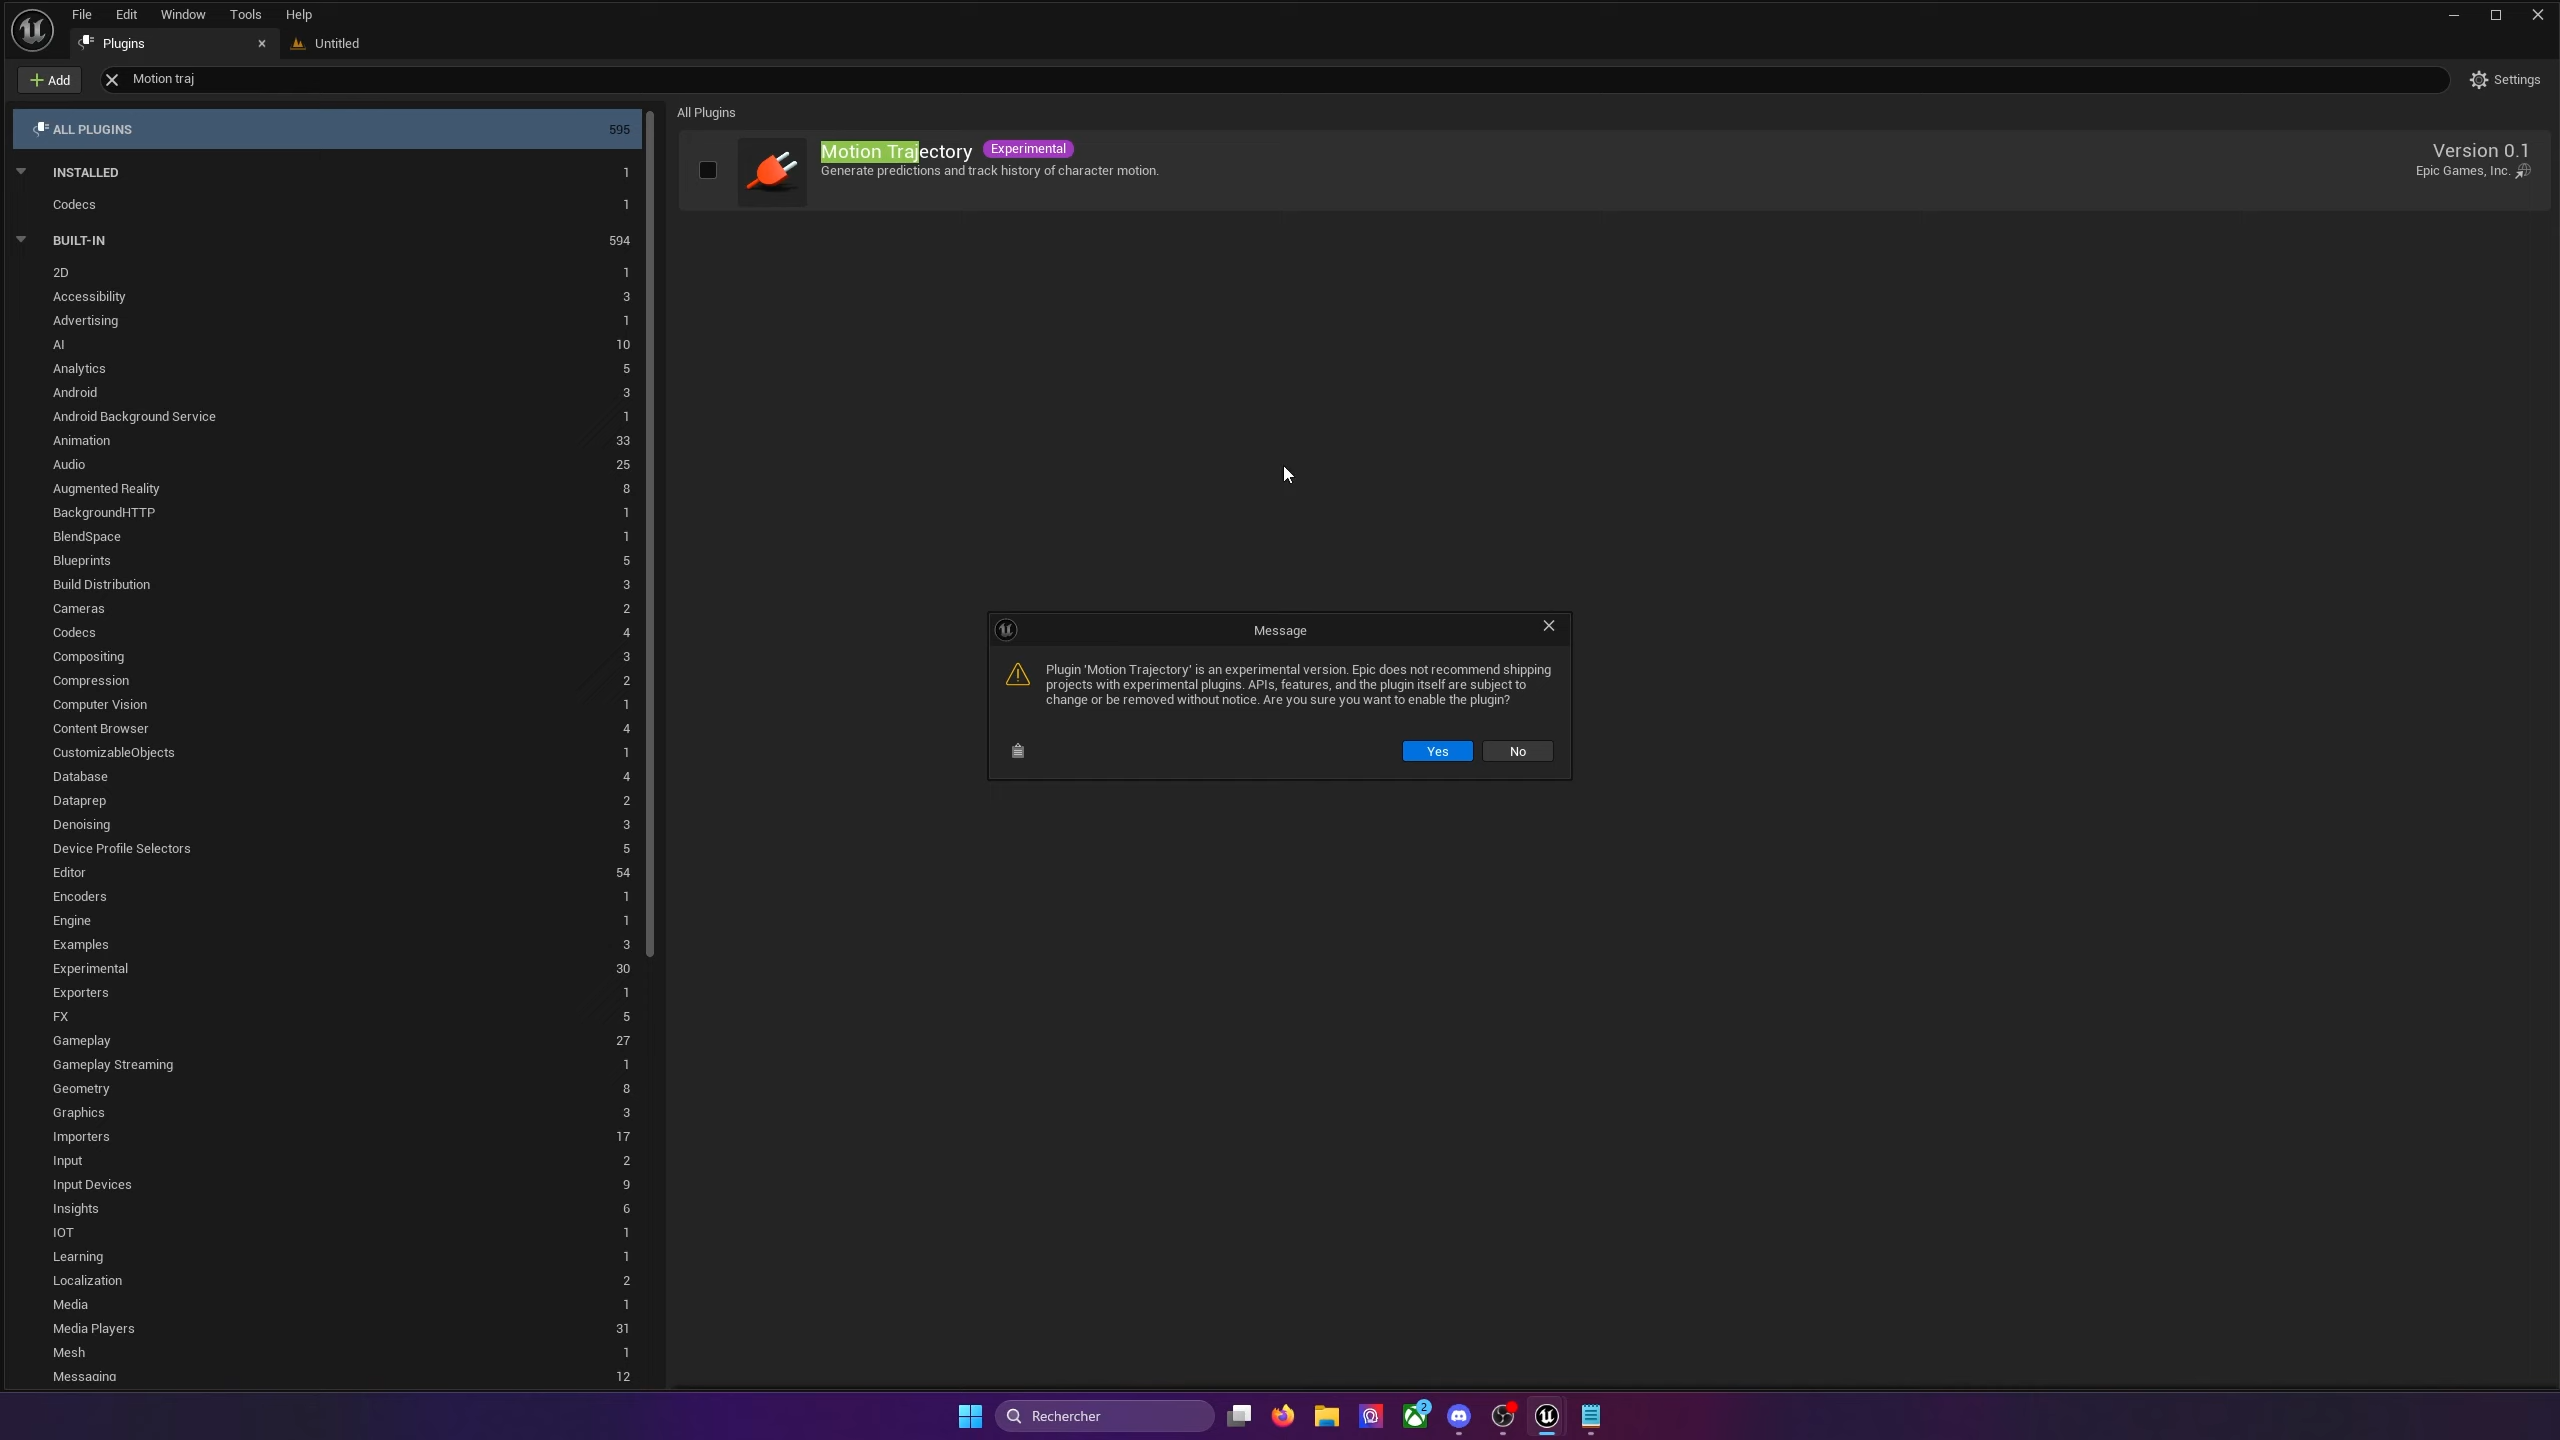 File Edit Window Tools Help
Plugins Untitled
Add Motion traj Settings
ALL PLUGINS 595
INSTALLED 1
Codecs 1
BUILT-IN 594
2D 1
Accessibility 3
Advertising 1
AI 10
Analytics 5
Android 3
Android Background Service 1
Animation 33
Audio 25
Augmented Reality 8
BackgroundHTTP 1
BlendSpace 1
Blueprints 5
Build Distribution 3
Cameras 2
Codecs 4
Compositing 3
Compression 2
Computer Vision 1
Content Browser 4
CustomizableObjects 1
Database 4
Dataprep 2
Denoising 3
Device Profile Selectors 5
Editor 54
Encoders 1
Engine 1
Examples 3
Experimental 30
Exporters 1
FX 5
Gameplay 27
Gameplay Streaming 1
Geometry 8
Graphics 3
Importers 17
Input 2
Input Devices 9
Insights 6
IOT 1
Learning 1
Localization 2
Media 1
Media Players 31
Mesh 1
Messaging 12
All Plugins
Motion Trajectory Experimental Version 0.1
Generate predictions and track history of character motion. Epic Games, Inc.
Message
Plugin 'Motion Trajectory' is an experimental version. Epic does not recommend shipping
projects with experimental plugins. APIs, features, and the plugin itself are subject to
change or be removed without notice. Are you sure you want to enable the plugin?
Yes No
Rechercher 2